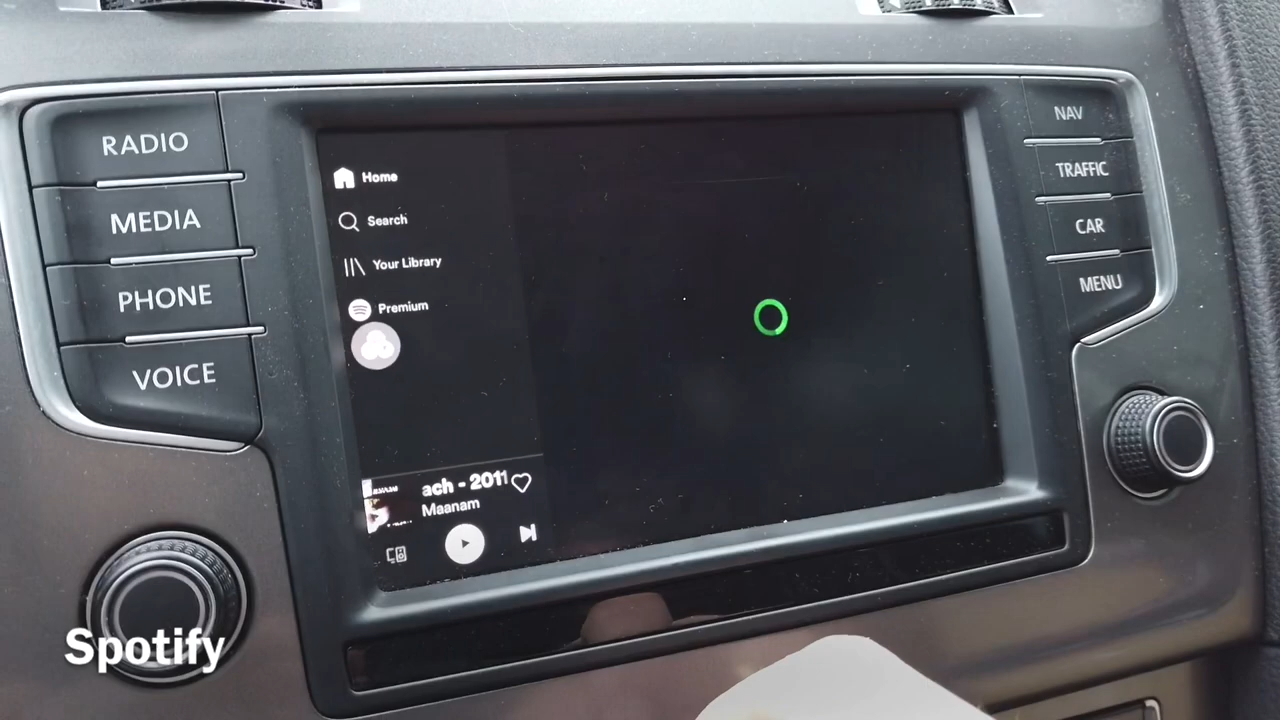 RADIO
MEDIA
PHONE
VOICE
Home
Search
Your Library
Premium
ach - 2011
Maanam
NAV
TRAFFIC
CAR
MENU
Spotify